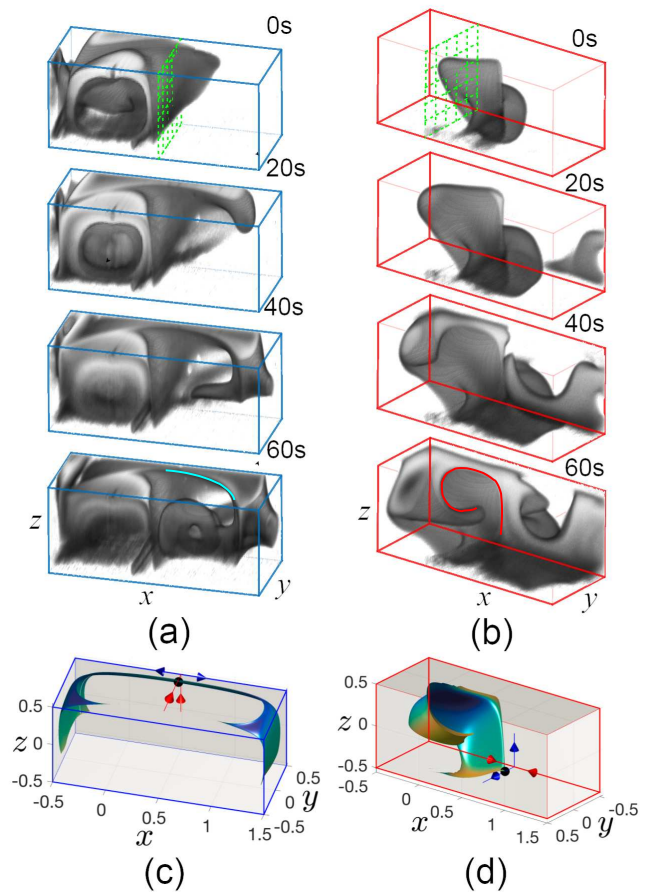 0s 0s
20s 20s
40s 40s
60s 60s
z x y z x y
(a) (b)
z 0.5 0 -0.5
-0.5 0 0.5 1 1.5
x
-0.5 0 0.5
y
z 0.5 0 -0.5
-0.5 0 0.5 1 1.5
x
0.5 0 -0.5
y
(c) (d)